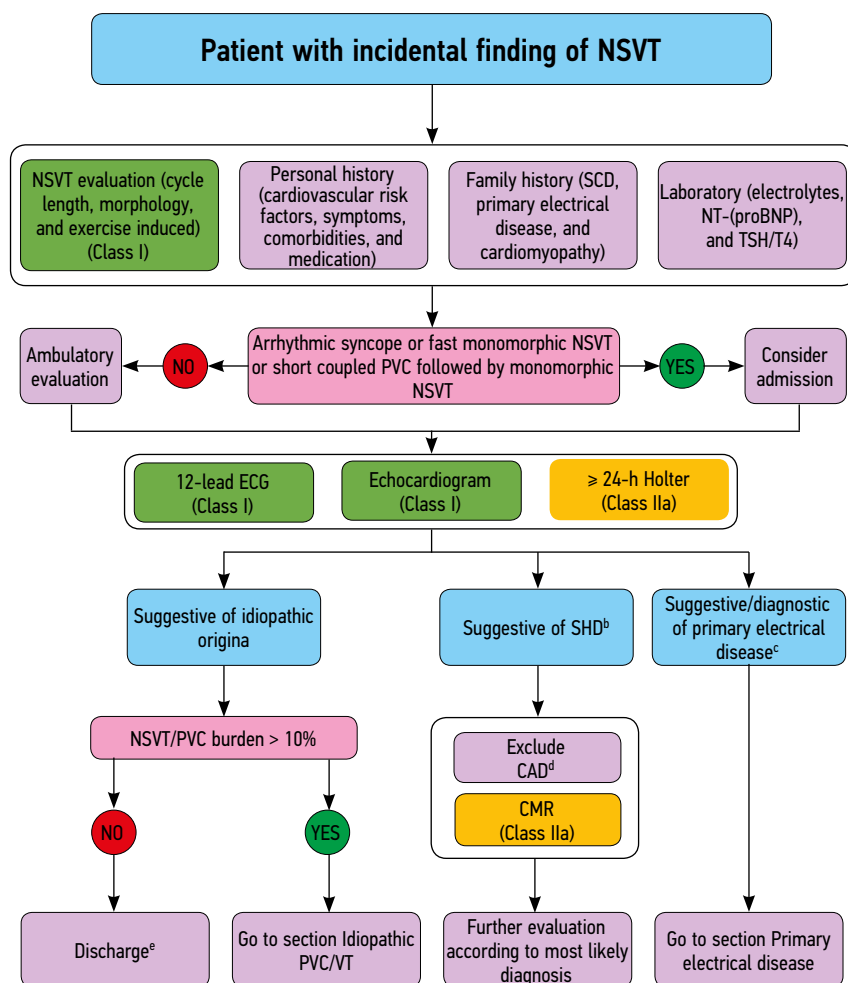 Patient with incidental finding of NSVT
NSVT evaluation (cycle
length, morphology,
and exercise induced)
(Class I)
Personal history
(cardiovascular risk
factors, symptoms,
comorbidities, and
medication)
Family history (SCD,
primary electrical
disease, and
cardiomyopathy)
Laboratory (electrolytes,
NT-(proBNP),
and TSH/T4)
Ambulatory
evaluation
NO
Arrhythmic syncope or fast monomorphic NSVT
or short coupled PVC followed by monomorphic
NSVT
YES
Consider
admission
12-lead ECG
(Class I)
Echocardiogram
(Class I)
⩾ 24-h Holter
(Class IIa)
Suggestive of idiopathic
origina
Suggestive of SHDᵇ
Suggestive/diagnostic
of primary electrical
diseaseᶜ
NSVT/PVC burden > 10%
Exclude
CADᵈ
CMR
(Class IIa)
NO
YES
Dischargeᵉ
Go to section Idiopathic
PVC/VT
Further evaluation
according to most likely
diagnosis
Go to section Primary
electrical disease